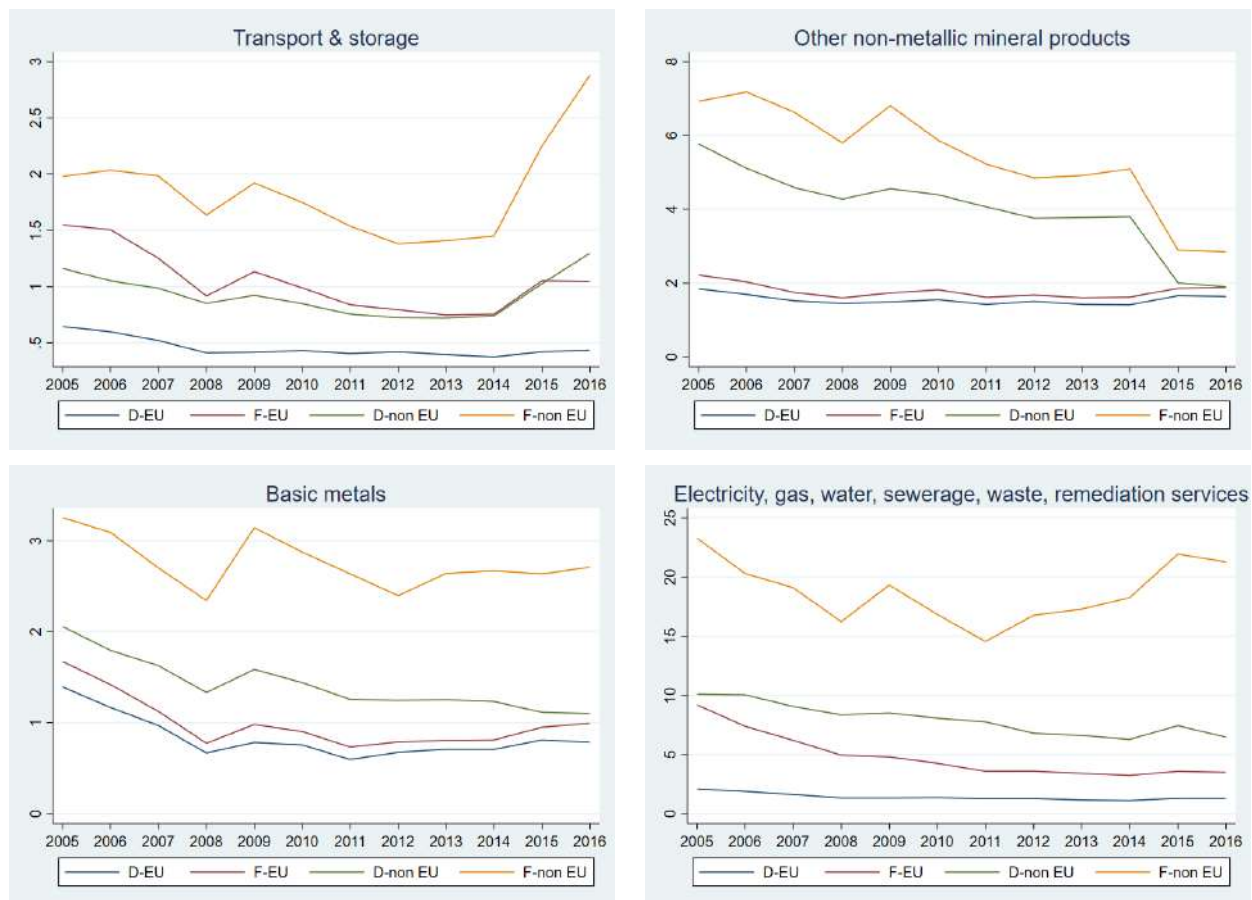 Transport & storage
3
2.5
2
1.5
1
.5
2005 2006 2007 2008 2009 2010 2011 2012 2013 2014 2015 2016
D-EU F-EU D-non EU F-non EU
Other non-metallic mineral products
8
6
4
2
0
2005 2006 2007 2008 2009 2010 2011 2012 2013 2014 2015 2016
D-EU F-EU D-non EU F-non EU
Basic metals
3
2
1
0
2005 2006 2007 2008 2009 2010 2011 2012 2013 2014 2015 2016
D-EU F-EU D-non EU F-non EU
Electricity, gas, water, sewerage, waste, remediation services
25
20
15
10
5
0
2005 2006 2007 2008 2009 2010 2011 2012 2013 2014 2015 2016
D-EU F-EU D-non EU F-non EU